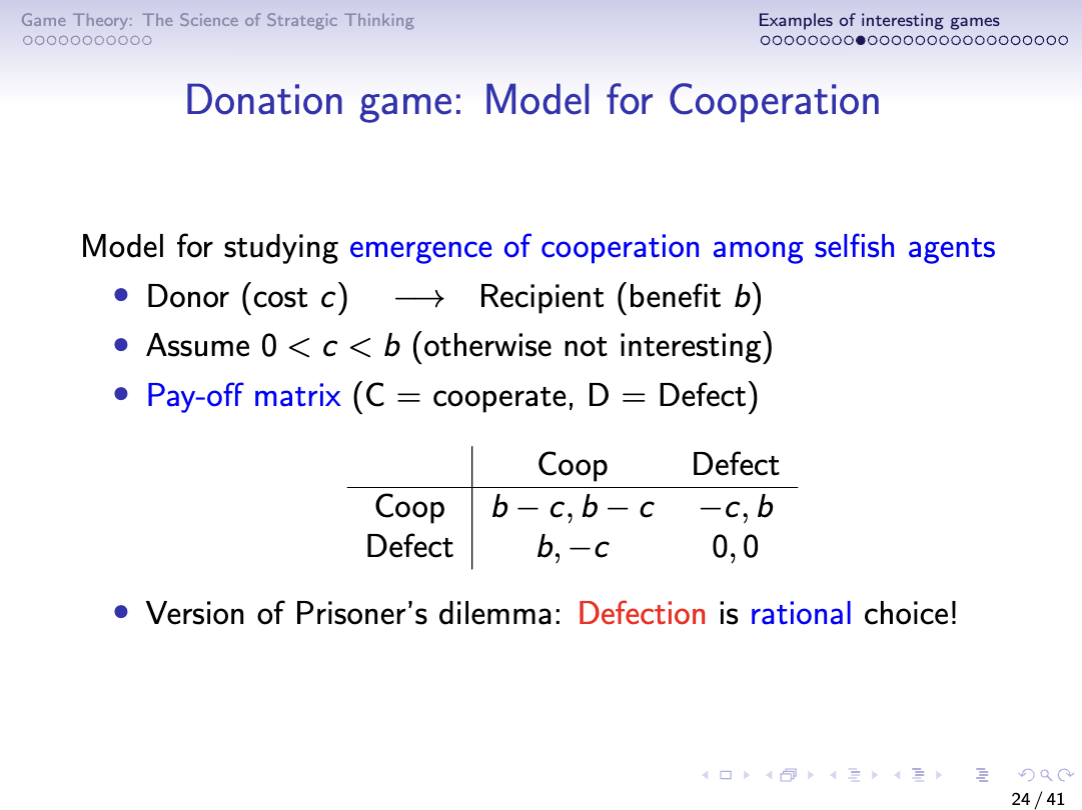 Game Theory: The Science of Strategic Thinking
Examples of interesting games
Donation game: Model for Cooperation
Model for studying emergence of cooperation among selfish agents
• Donor (cost c) ⟶ Recipient (benefit b)
• Assume 0 < c < b (otherwise not interesting)
• Pay-off matrix (C = cooperate, D = Defect)
Coop Defect
Coop b − c, b − c −c, b
Defect b, −c 0, 0
• Version of Prisoner's dilemma: Defection is rational choice!
24 / 41